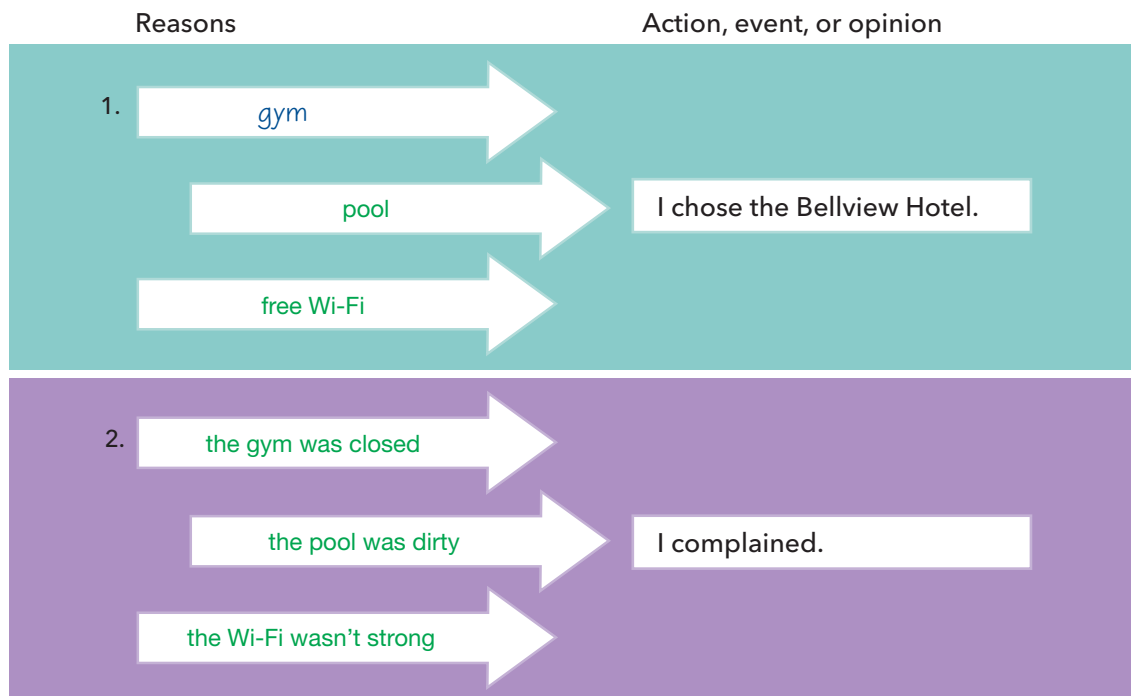 Reasons
Action, event, or opinion
1.
gym
pool
I chose the Bellview Hotel.
free Wi-Fi
2.
the gym was closed
the pool was dirty
I complained.
the Wi-Fi wasn't strong